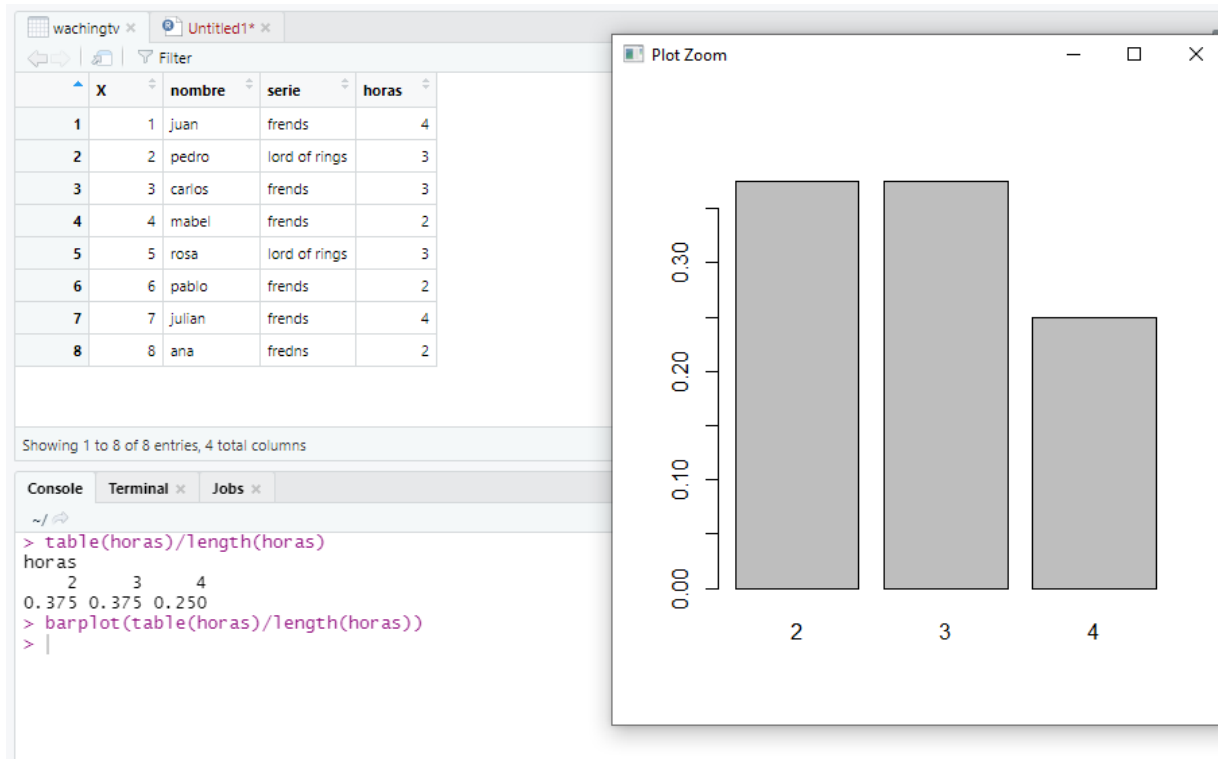 wachingtv × Untitled1* ×
Filter
X nombre serie horas
1 1 juan frends 4
2 2 pedro lord of rings 3
3 3 carlos frends 3
4 4 mabel frends 2
5 5 rosa lord of rings 3
6 6 pablo frends 2
7 7 julian frends 4
8 8 ana fredns 2
Showing 1 to 8 of 8 entries, 4 total columns
Console Terminal × Jobs ×
~/
> table(horas)/length(horas)
horas
2 3 4
0.375 0.375 0.250
> barplot(table(horas)/length(horas))
>
Plot Zoom
0.30
0.20
0.10
0.00
2 3 4